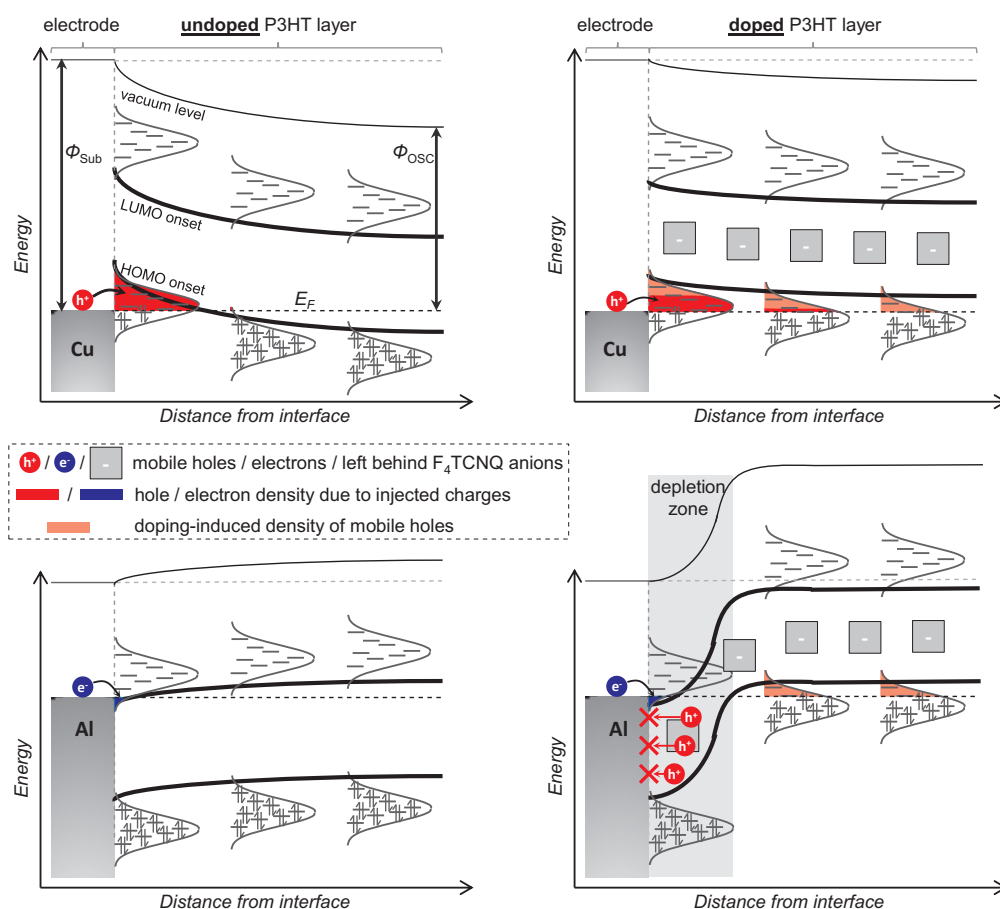 electrode
undoped P3HT layer
Energy
vacuum level
Φ_Sub
Φ_OSC
LUMO onset
HOMO onset
E_F
h⁺
Cu
Distance from interface
electrode
doped P3HT layer
Energy
-
-
-
-
-
h⁺
Cu
Distance from interface
h⁺ / e⁻ / - mobile holes / electrons / left behind F₄TCNQ anions
/ hole / electron density due to injected charges
doping-induced density of mobile holes
Energy
e⁻
Al
Distance from interface
depletion
zone
Energy
-
-
-
-
e⁻
Al
h⁺
h⁺
h⁺
Distance from interface